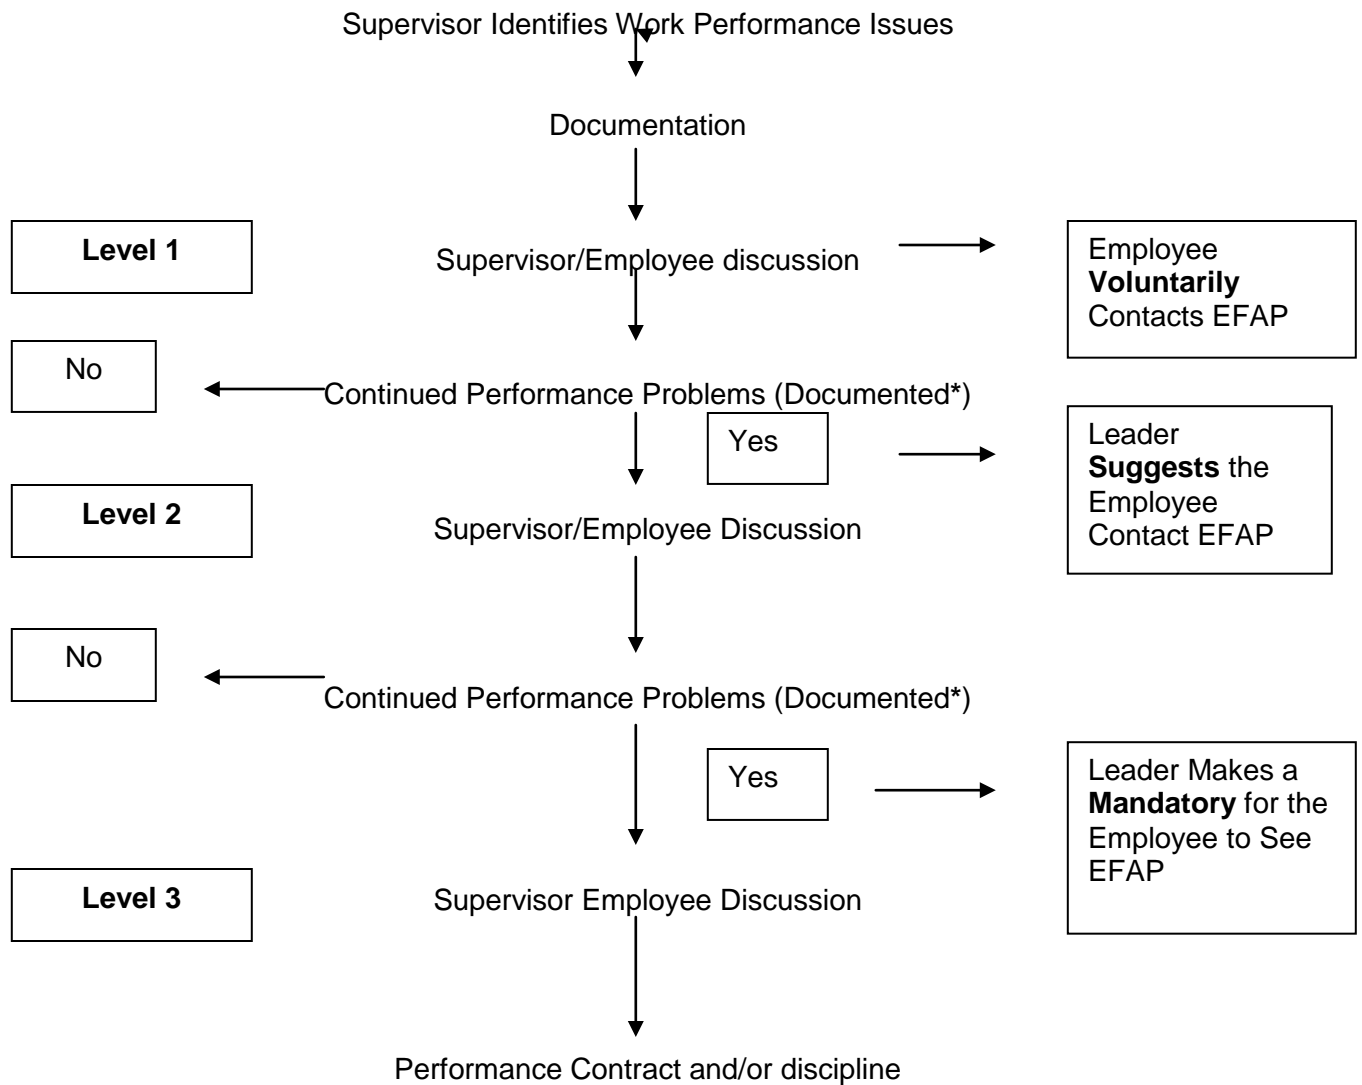 Supervisor Identifies Work Performance Issues
Documentation
Level 1
Supervisor/Employee discussion
Employee
Voluntarily
Contacts EFAP
No
Continued Performance Problems (Documented*)
Yes
Leader
Suggests the
Employee
Contact EFAP
Level 2
Supervisor/Employee Discussion
No
Continued Performance Problems (Documented*)
Yes
Leader Makes a
Mandatory for the
Employee to See
EFAP
Level 3
Supervisor Employee Discussion
Performance Contract and/or discipline